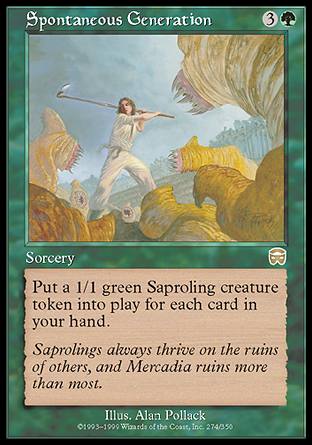 Spontaneous Generation 3
Sorcery
Put a 1/1 green Saproling creature
token into play for each card in
your hand.
Saprolings always thrive on the ruins
of others, and Mercadia ruins more
than most.
Illus. Alan Pollack
©1993–1999 Wizards of the Coast, Inc. 274/350